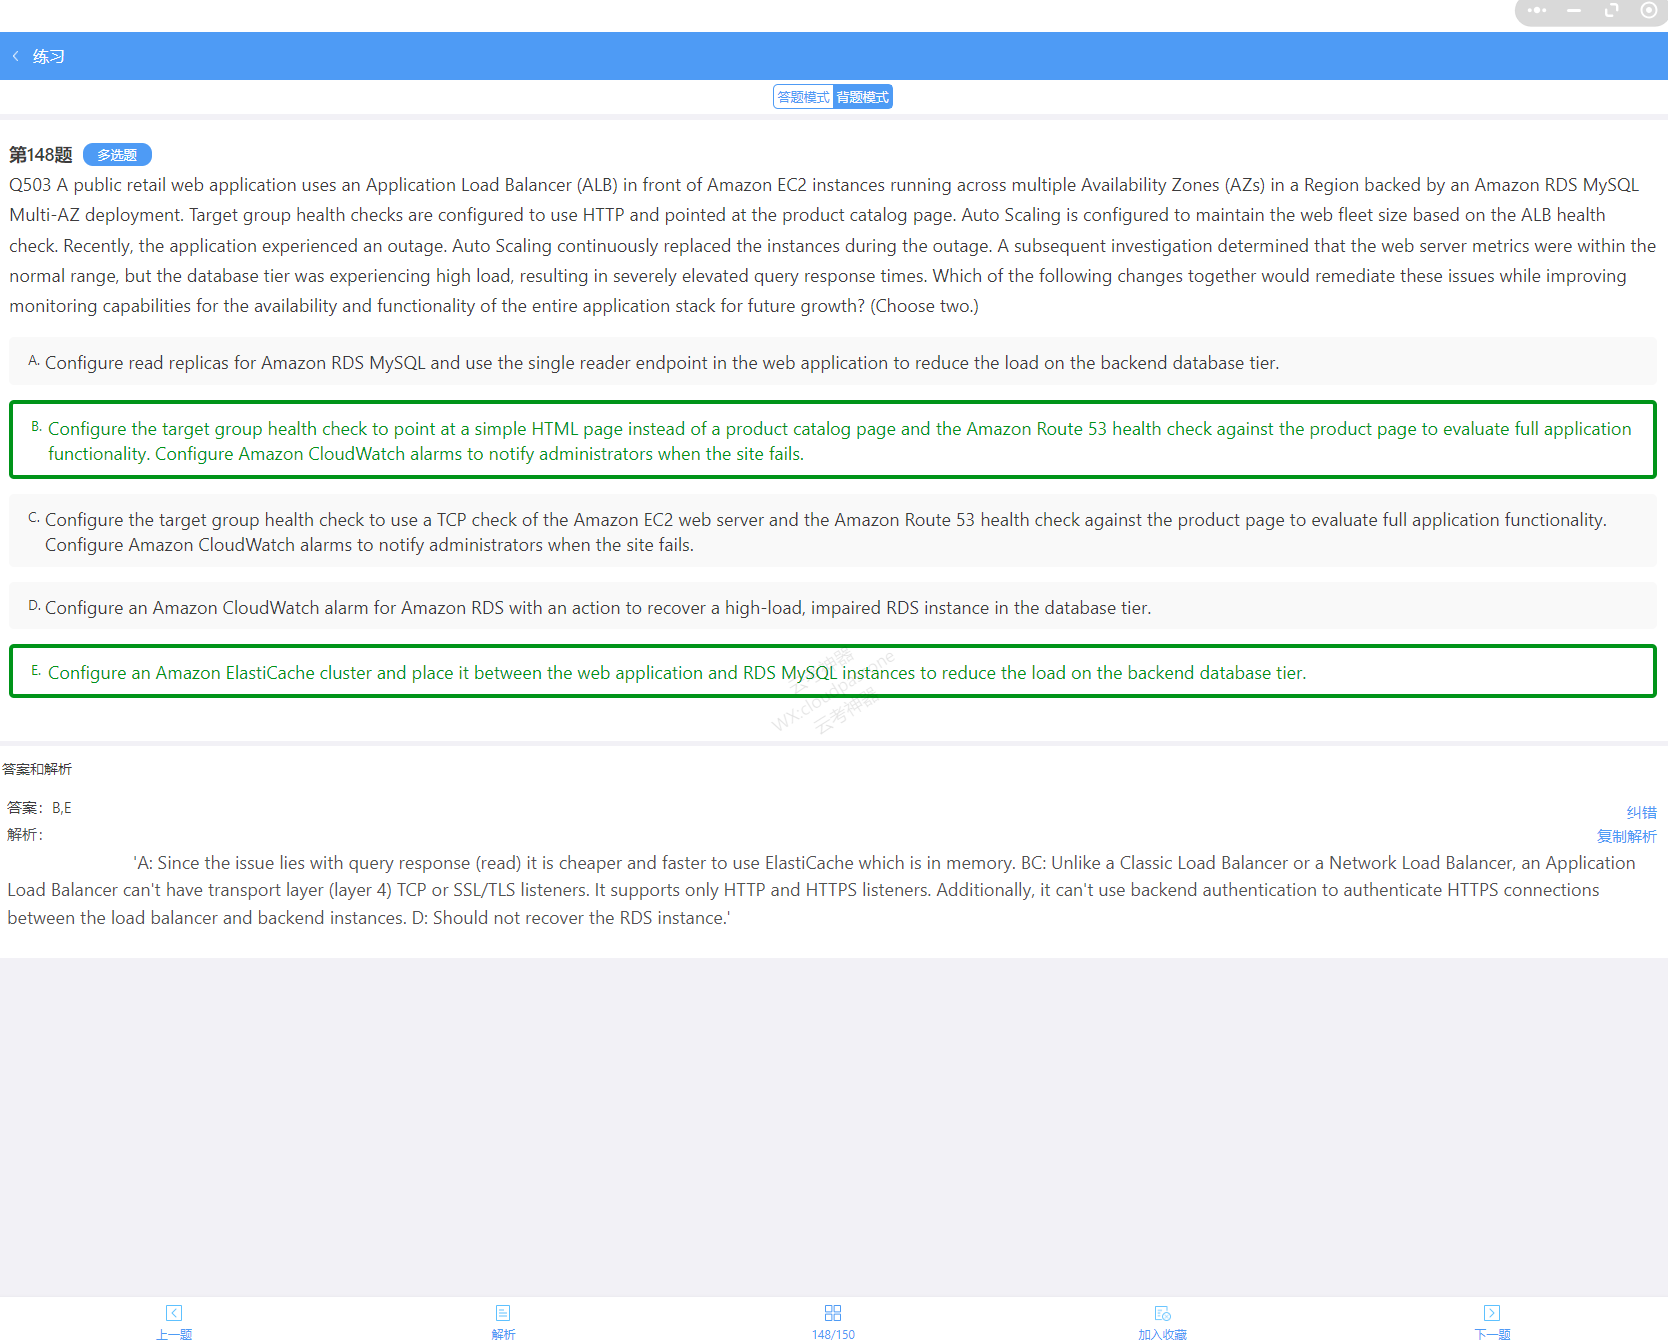 练习
答题模式 背题模式
第148题 多选题
Q503 A public retail web application uses an Application Load Balancer (ALB) in front of Amazon EC2 instances running across multiple Availability Zones (AZs) in a Region backed by an Amazon RDS MySQL
Multi-AZ deployment. Target group health checks are configured to use HTTP and pointed at the product catalog page. Auto Scaling is configured to maintain the web fleet size based on the ALB health
check. Recently, the application experienced an outage. Auto Scaling continuously replaced the instances during the outage. A subsequent investigation determined that the web server metrics were within the
normal range, but the database tier was experiencing high load, resulting in severely elevated query response times. Which of the following changes together would remediate these issues while improving
monitoring capabilities for the availability and functionality of the entire application stack for future growth? (Choose two.)
A. Configure read replicas for Amazon RDS MySQL and use the single reader endpoint in the web application to reduce the load on the backend database tier.
B. Configure the target group health check to point at a simple HTML page instead of a product catalog page and the Amazon Route 53 health check against the product page to evaluate full application
functionality. Configure Amazon CloudWatch alarms to notify administrators when the site fails.
C. Configure the target group health check to use a TCP check of the Amazon EC2 web server and the Amazon Route 53 health check against the product page to evaluate full application functionality.
Configure Amazon CloudWatch alarms to notify administrators when the site fails.
D. Configure an Amazon CloudWatch alarm for Amazon RDS with an action to recover a high-load, impaired RDS instance in the database tier.
E. Configure an Amazon ElastiCache cluster and place it between the web application and RDS MySQL instances to reduce the load on the backend database tier.
云考神器
答案和解析
答案：B,E
纠错
解析：
复制解析
'A: Since the issue lies with query response (read) it is cheaper and faster to use ElastiCache which is in memory. BC: Unlike a Classic Load Balancer or a Network Load Balancer, an Application
Load Balancer can't have transport layer (layer 4) TCP or SSL/TLS listeners. It supports only HTTP and HTTPS listeners. Additionally, it can't use backend authentication to authenticate HTTPS connections
between the load balancer and backend instances. D: Should not recover the RDS instance.'
上一题 解析 148/150 加入收藏 下一题